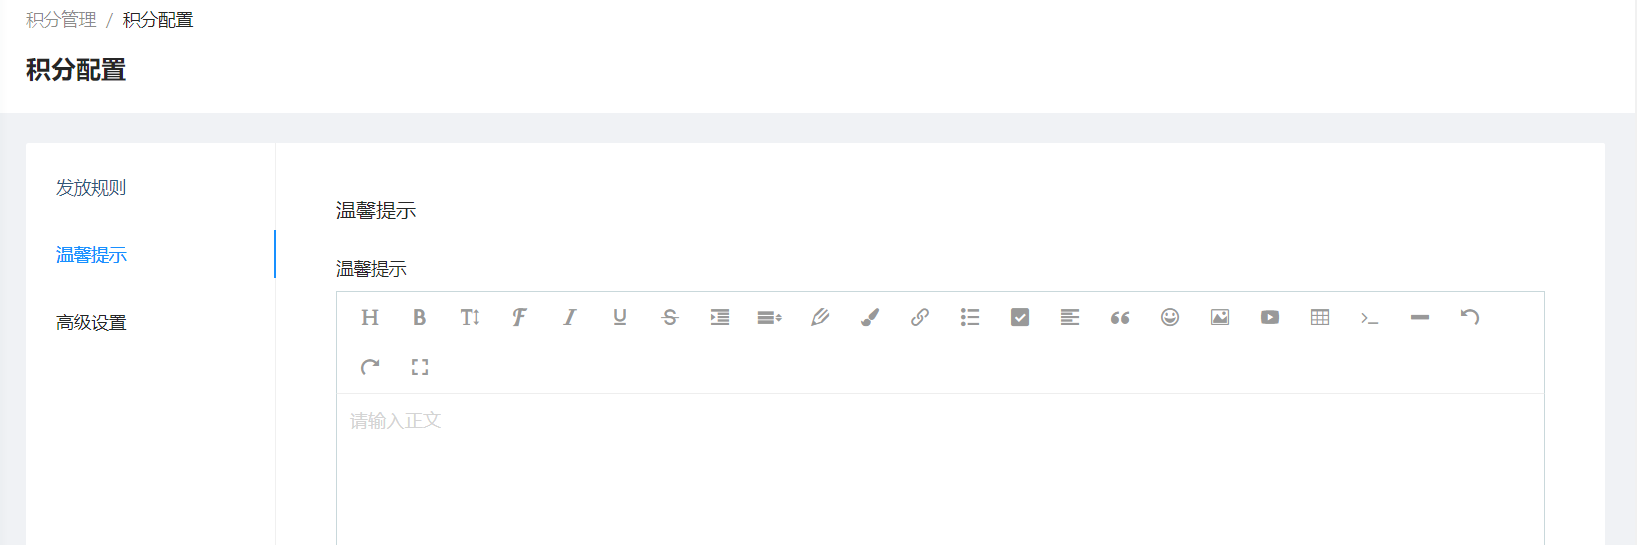 积分管理 / 积分配置
积分配置
发放规则
温馨提示
高级设置
温馨提示
温馨提示
请输入正文